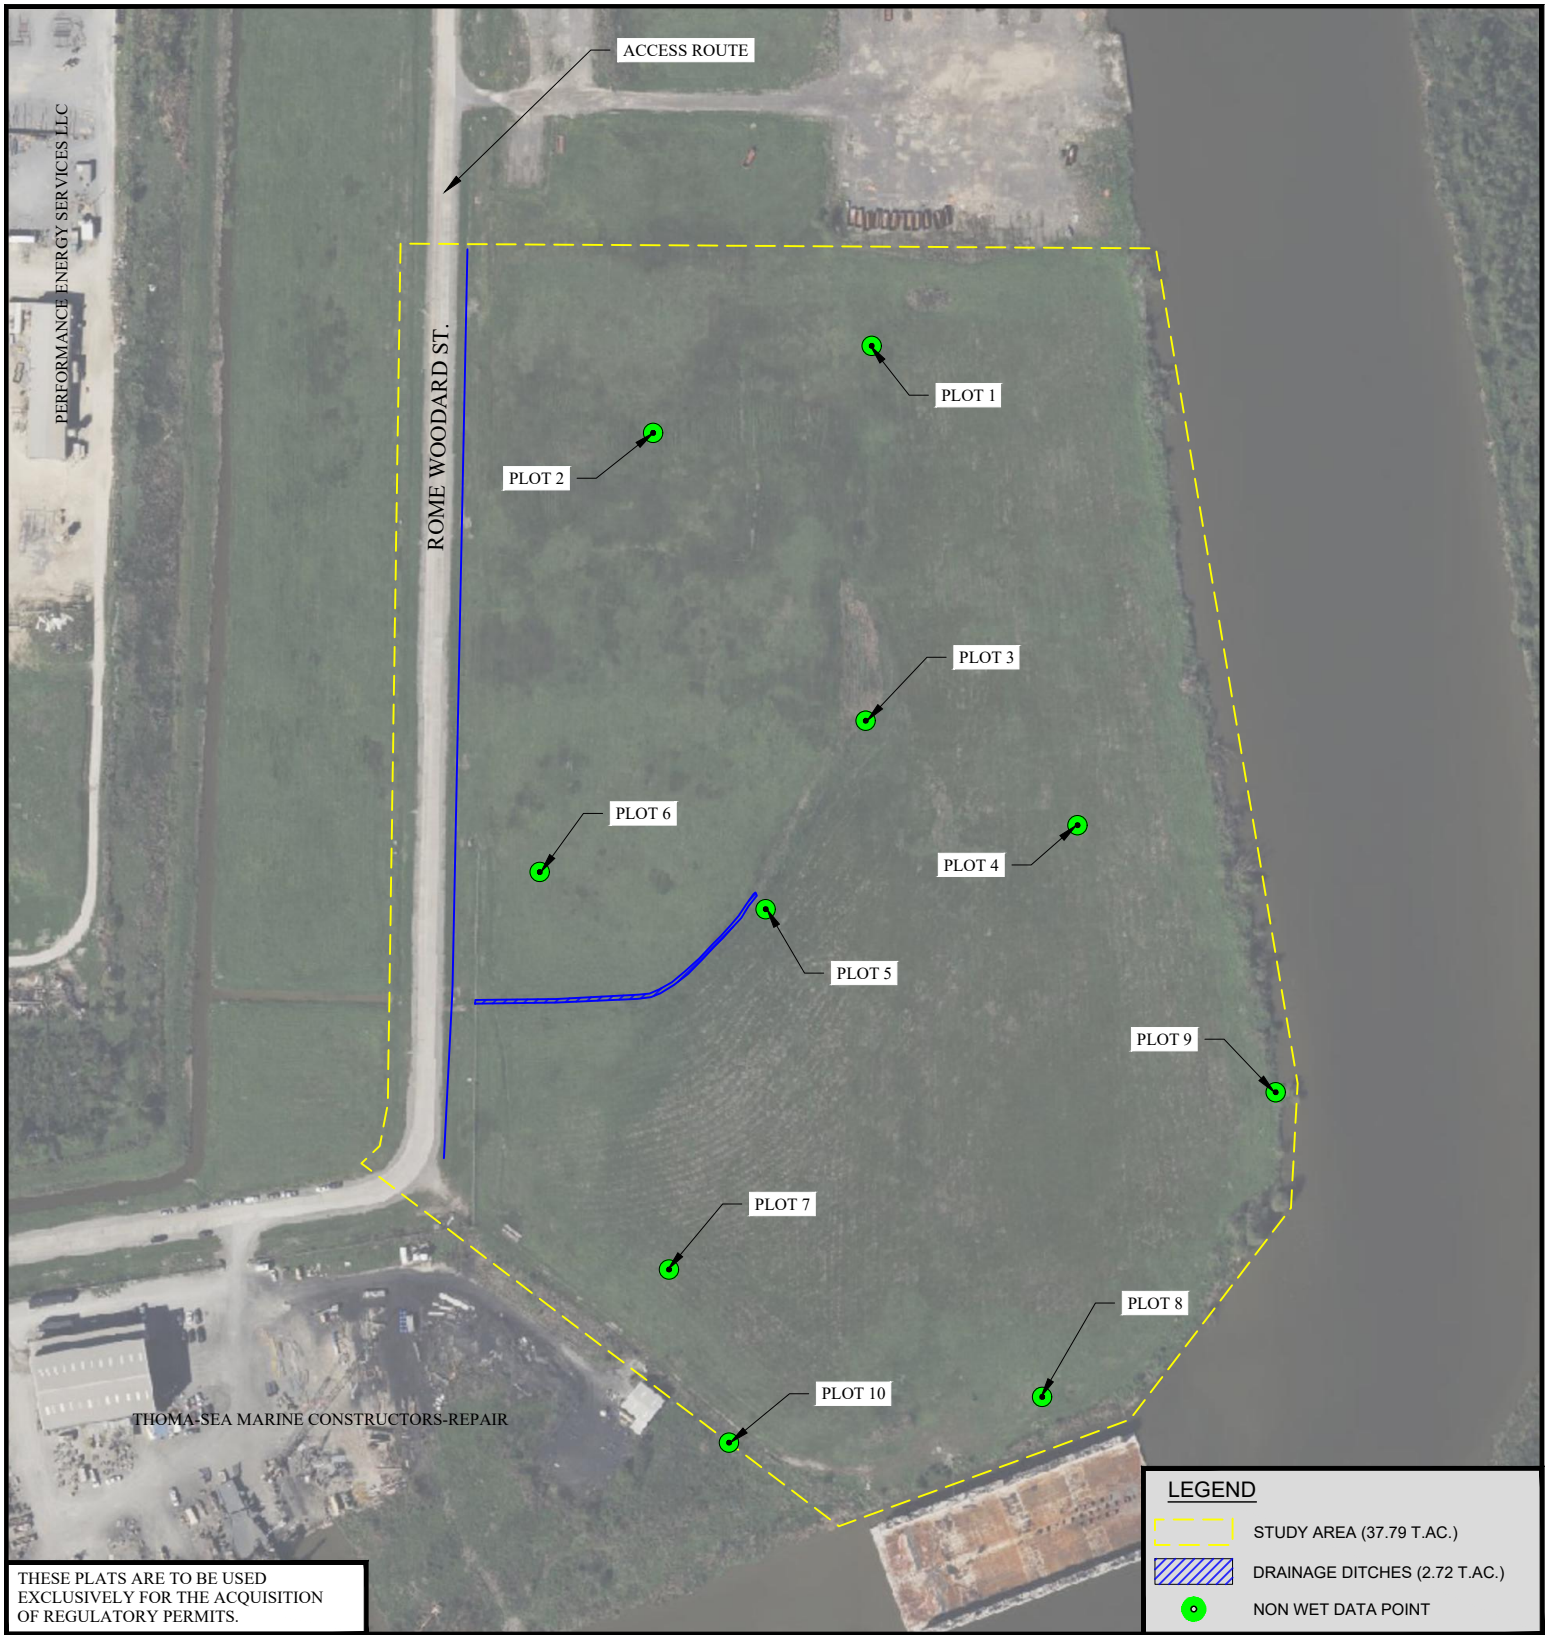 ACCESS ROUTE
PERFORMANCE ENERGY SERVICES LLC
ROME WOODARD ST.
PLOT 1
PLOT 2
PLOT 3
PLOT 6
PLOT 4
PLOT 5
PLOT 9
PLOT 7
PLOT 8
PLOT 10
THOMA-SEA MARINE CONSTRUCTORS-REPAIR
LEGEND
STUDY AREA (37.79 T.AC.)
DRAINAGE DITCHES (2.72 T.AC.)
NON WET DATA POINT
THESE PLATS ARE TO BE USED
EXCLUSIVELY FOR THE ACQUISITION
OF REGULATORY PERMITS.